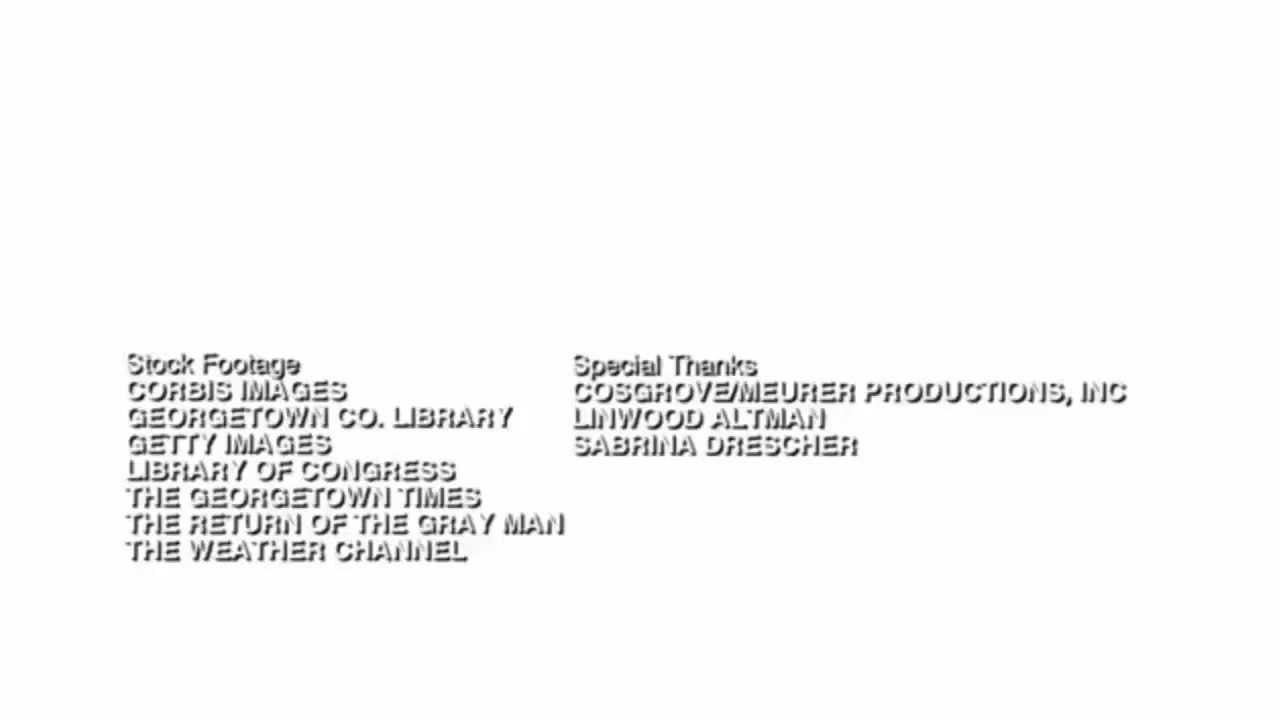 Stock Footage
CORBIS IMAGES
GEORGETOWN CO. LIBRARY
GETTY IMAGES
LIBRARY OF CONGRESS
THE GEORGETOWN TIMES
THE RETURN OF THE GRAY MAN
THE WEATHER CHANNEL
Special Thanks
COSGROVE/MEURER PRODUCTIONS, INC
LINWOOD ALTMAN
SABRINA DRESCHER